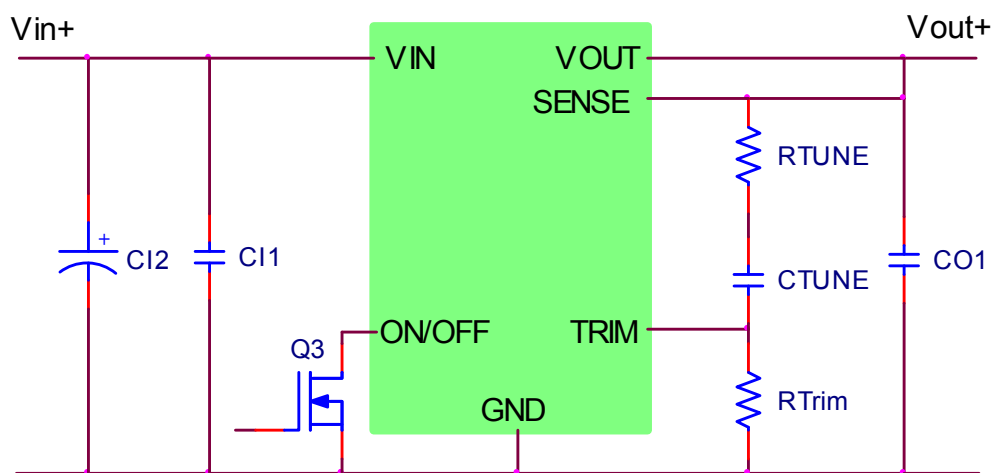 Vin+
Vout+
VIN
VOUT
SENSE
RTUNE
+
CI2
CI1
CTUNE
CO1
ON/OFF
TRIM
Q3
RTrim
GND